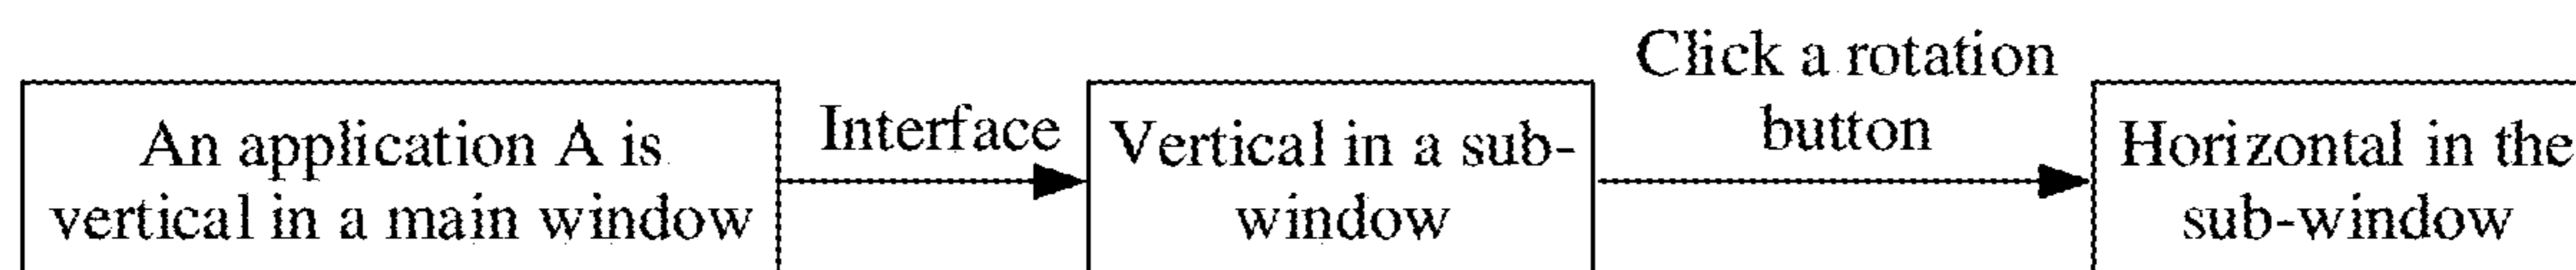 An application A is
vertical in a main window
Interface
Vertical in a sub-
window
Click a rotation
button
Horizontal in the
sub-window